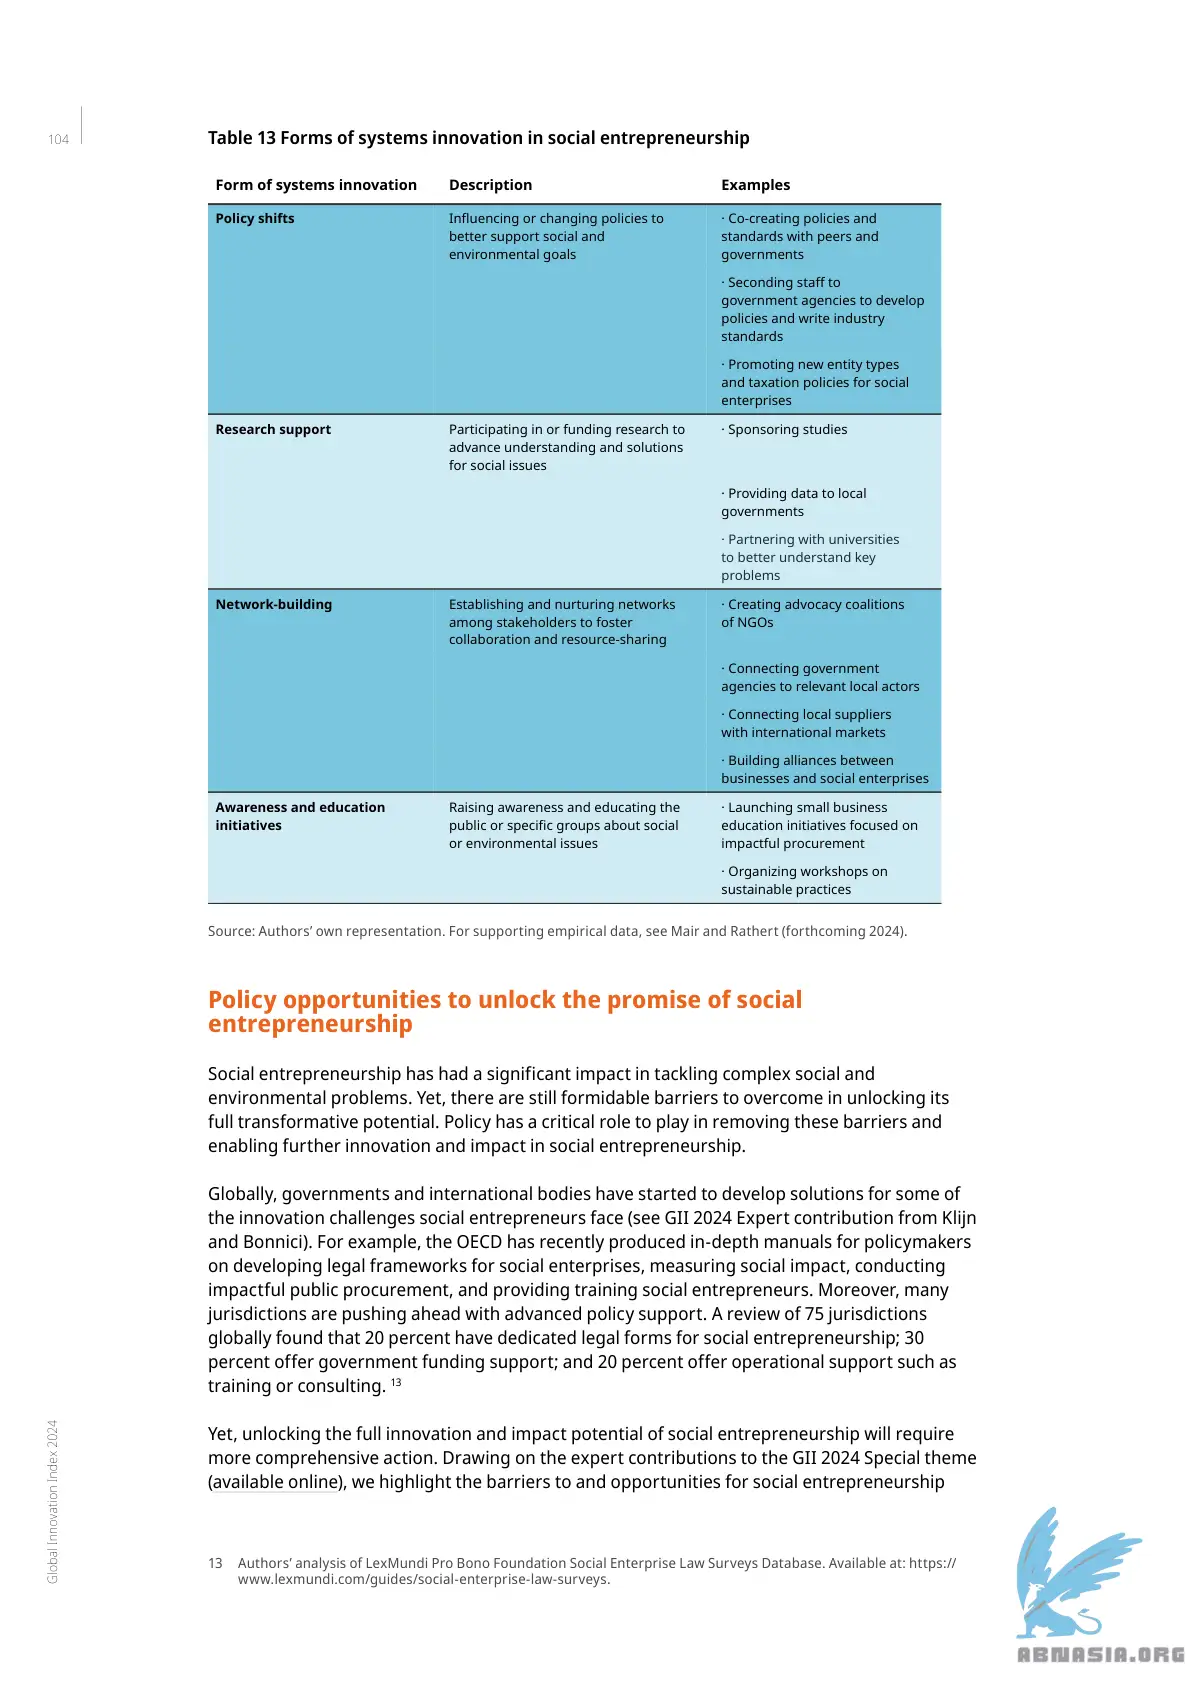 104
Table 13 Forms of systems innovation in social entrepreneurship
Form of systems innovation Description Examples
Policy shifts
Influencing or changing policies to
better support social and
environmental goals
· Co-creating policies and
standards with peers and
governments
· Seconding staff to
government agencies to develop
policies and write industry
standards
· Promoting new entity types
and taxation policies for social
enterprises
Research support
Participating in or funding research to
advance understanding and solutions
for social issues
· Sponsoring studies
· Providing data to local
governments
· Partnering with universities
to better understand key
problems
Network-building
Establishing and nurturing networks
among stakeholders to foster
collaboration and resource-sharing
· Creating advocacy coalitions
of NGOs
· Connecting government
agencies to relevant local actors
· Connecting local suppliers
with international markets
· Building alliances between
businesses and social enterprises
Awareness and education
initiatives
Raising awareness and educating the
public or specific groups about social
or environmental issues
· Launching small business
education initiatives focused on
impactful procurement
· Organizing workshops on
sustainable practices
Source: Authors’ own representation. For supporting empirical data, see Mair and Rathert (forthcoming 2024).
Policy opportunities to unlock the promise of social
entrepreneurship
Social entrepreneurship has had a significant impact in tackling complex social and
environmental problems. Yet, there are still formidable barriers to overcome in unlocking its
full transformative potential. Policy has a critical role to play in removing these barriers and
enabling further innovation and impact in social entrepreneurship.
Globally, governments and international bodies have started to develop solutions for some of
the innovation challenges social entrepreneurs face (see GII 2024 Expert contribution from Klijn
and Bonnici). For example, the OECD has recently produced in-depth manuals for policymakers
on developing legal frameworks for social enterprises, measuring social impact, conducting
impactful public procurement, and providing training social entrepreneurs. Moreover, many
jurisdictions are pushing ahead with advanced policy support. A review of 75 jurisdictions
globally found that 20 percent have dedicated legal forms for social entrepreneurship; 30
percent offer government funding support; and 20 percent offer operational support such as
training or consulting. 13
Yet, unlocking the full innovation and impact potential of social entrepreneurship will require
more comprehensive action. Drawing on the expert contributions to the GII 2024 Special theme
(available online), we highlight the barriers to and opportunities for social entrepreneurship
13 Authors’ analysis of LexMundi Pro Bono Foundation Social Enterprise Law Surveys Database. Available at: https://
www.lexmundi.com/guides/social-enterprise-law-surveys.
Global Innovation Index 2024
ABNASIA.ORG